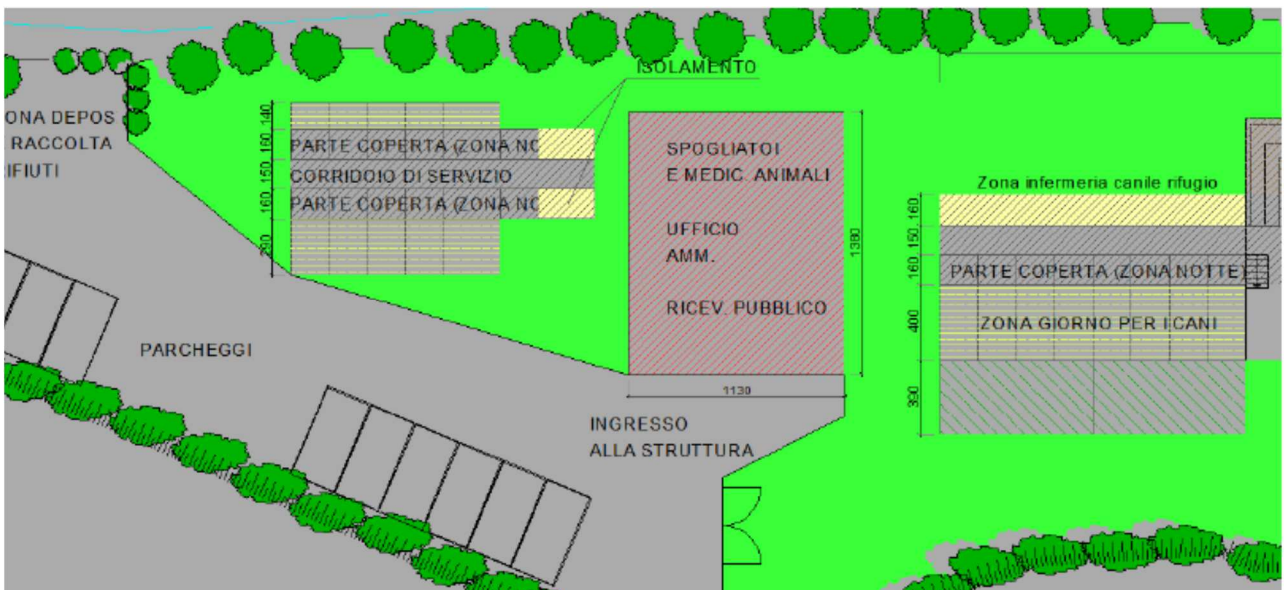 ISOLAMENTO
ONA DEPOS
RACCOLTA
IFIUTI
140
160
150
160
290
PARTE COPERTA (ZONA NO
CORRIDOIO DI SERVIZIO
PARTE COPERTA (ZONA NO
SPOGLIATOI
E MEDIC. ANIMALI
UFFICIO
AMM.
RICEV. PUBBLICO
1380
1130
Zona infermeria canile rifugio
160
150
160
400
390
PARTE COPERTA (ZONA NOTTE)
ZONA GIORNO PER I CANI
PARCHEGGI
INGRESSO
ALLA STRUTTURA